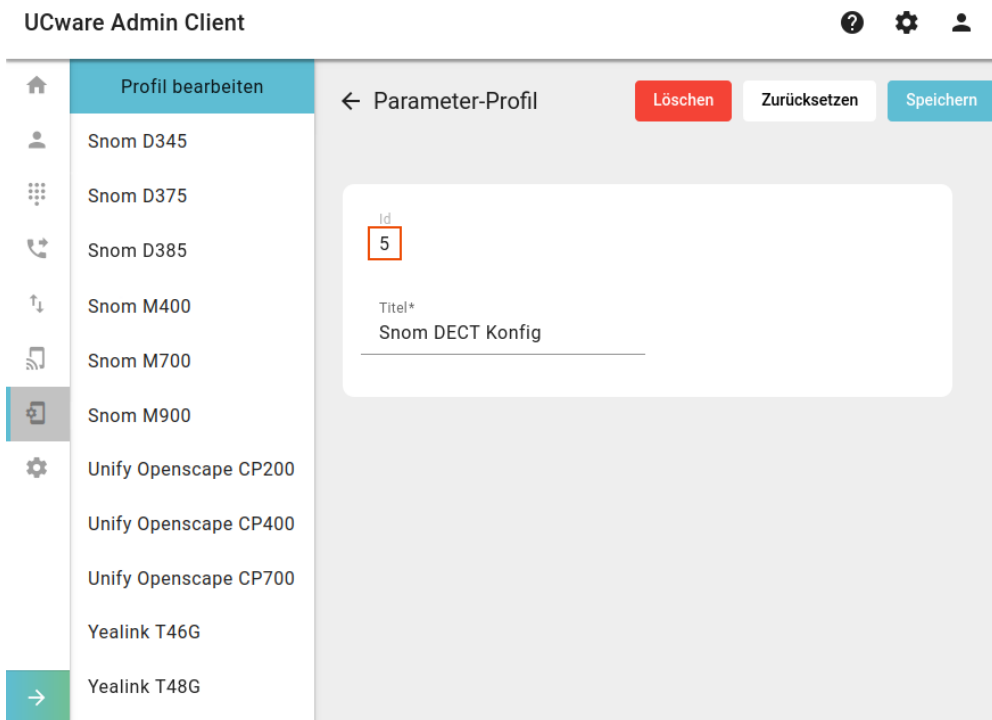 UCware Admin Client
Profil bearbeiten
Snom D345
Snom D375
Snom D385
Snom M400
Snom M700
Snom M900
Unify Openscape CP200
Unify Openscape CP400
Unify Openscape CP700
Yealink T46G
Yealink T48G
Parameter-Profil
Löschen
Zurücksetzen
Speichern
Id
5
Titel*
Snom DECT Konfig